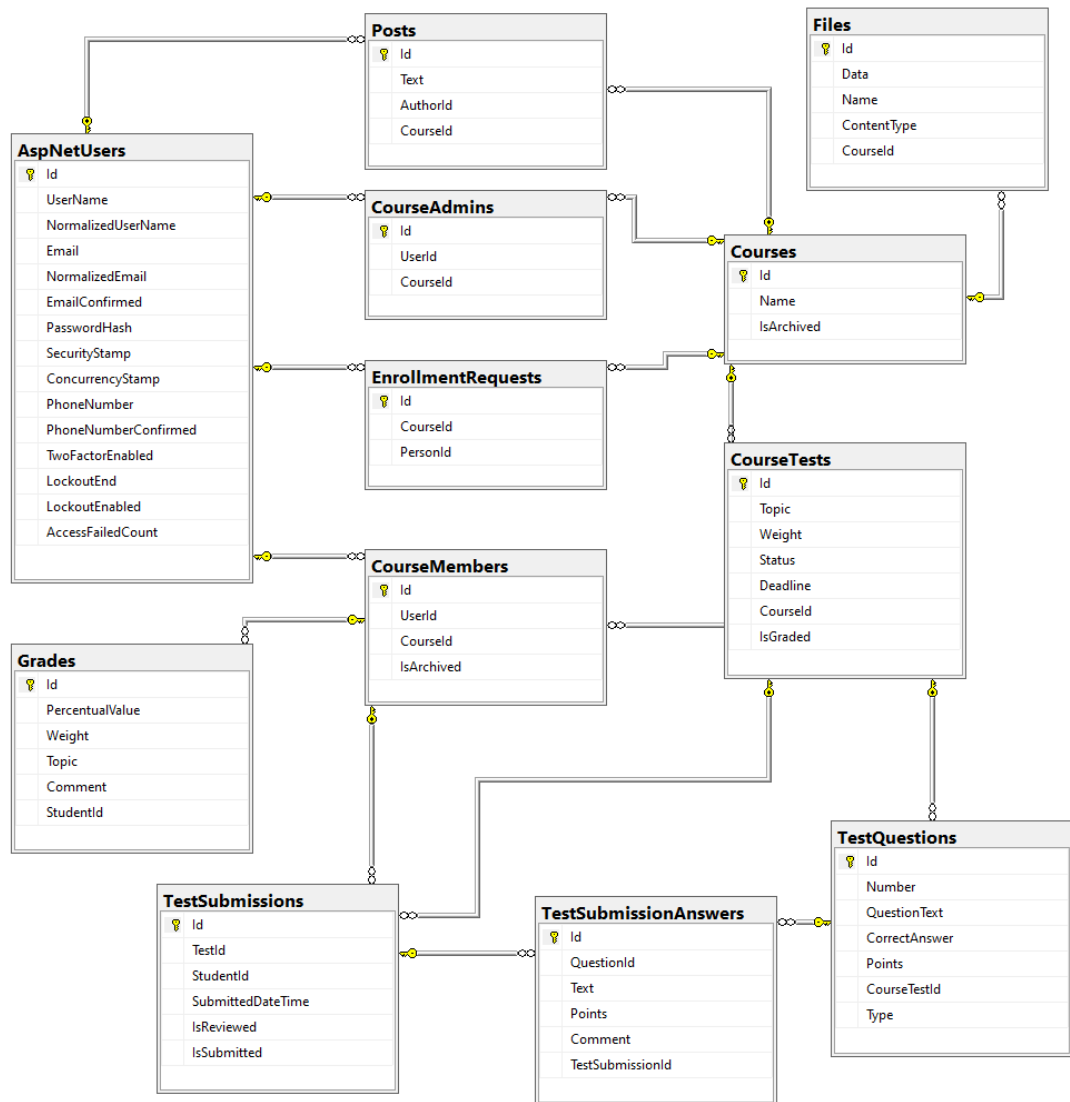 Posts
Id
Text
AuthorId
CourseId
Files
Id
Data
Name
ContentType
CourseId
AspNetUsers
Id
UserName
NormalizedUserName
Email
NormalizedEmail
EmailConfirmed
PasswordHash
SecurityStamp
ConcurrencyStamp
PhoneNumber
PhoneNumberConfirmed
TwoFactorEnabled
LockoutEnd
LockoutEnabled
AccessFailedCount
CourseAdmins
Id
UserId
CourseId
Courses
Id
Name
IsArchived
EnrollmentRequests
Id
CourseId
PersonId
CourseTests
Id
Topic
Weight
Status
Deadline
CourseId
IsGraded
CourseMembers
Id
UserId
CourseId
IsArchived
Grades
Id
PercentualValue
Weight
Topic
Comment
StudentId
TestSubmissions
Id
TestId
StudentId
SubmittedDateTime
IsReviewed
IsSubmitted
TestSubmissionAnswers
Id
QuestionId
Text
Points
Comment
TestSubmissionId
TestQuestions
Id
Number
QuestionText
CorrectAnswer
Points
CourseTestId
Type